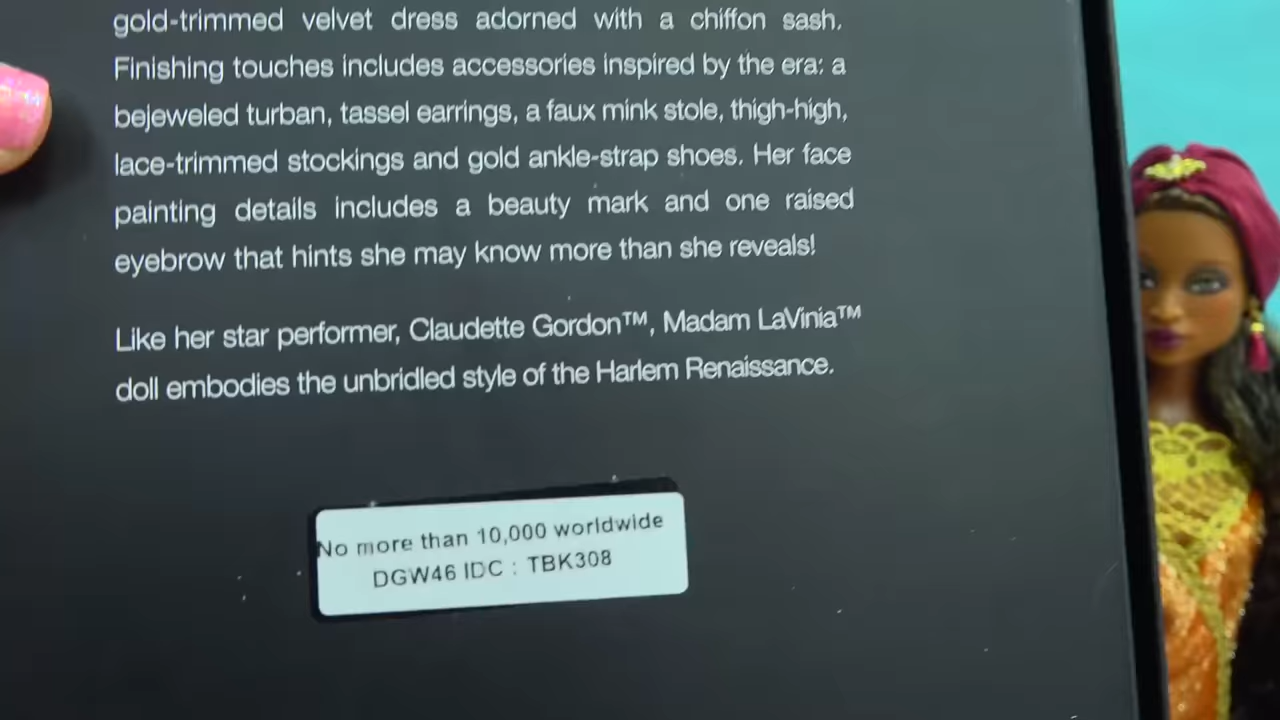 gold-trimmed velvet dress adorned with a chiffon sash.
Finishing touches includes accessories inspired by the era: a
bejeweled turban, tassel earrings, a faux mink stole, thigh-high,
lace-trimmed stockings and gold ankle-strap shoes. Her face
painting details includes a beauty mark and one raised
eyebrow that hints she may know more than she reveals!
Like her star performer, Claudette Gordon™, Madam LaVinia™
doll embodies the unbridled style of the Harlem Renaissance.
No more than 10,000 worldwide
DGW46 IDC : TBK308